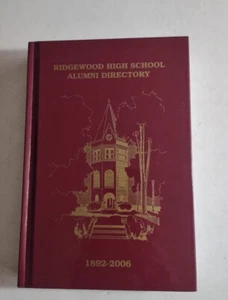 RIDGEWOOD HIGH SCHOOL
ALUMNI DIRECTORY
1892-2006